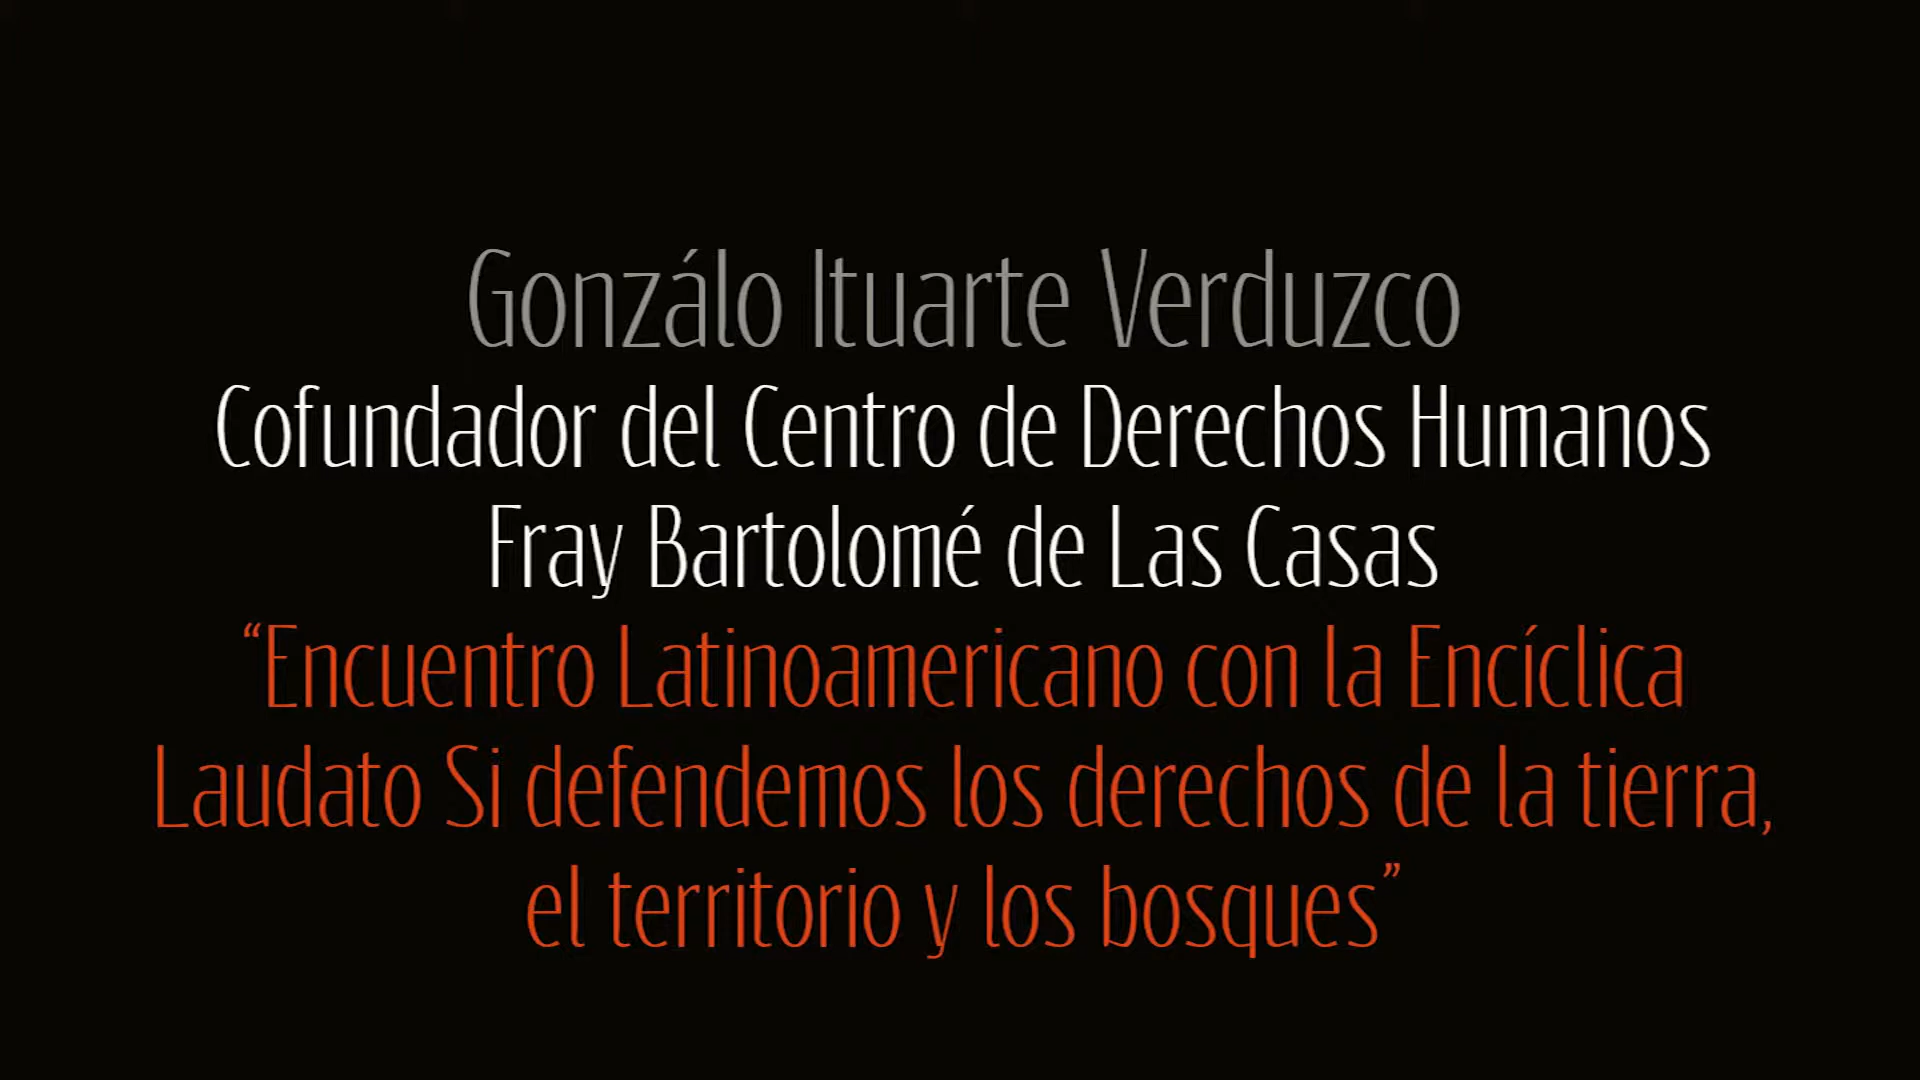 Gonzálo Ituarte Verduzco
Cofundador del Centro de Derechos Humanos
Fray Bartolomé de Las Casas
“Encuentro Latinoamericano con la Encíclica
Laudato Si defendemos los derechos de la tierra,
el territorio y los bosques”